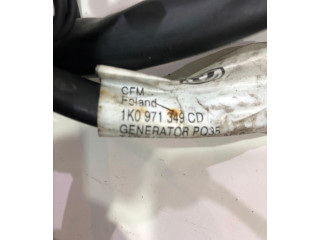 CFM
Poland
1K0 971 349 CD
GENERATOR PQ35